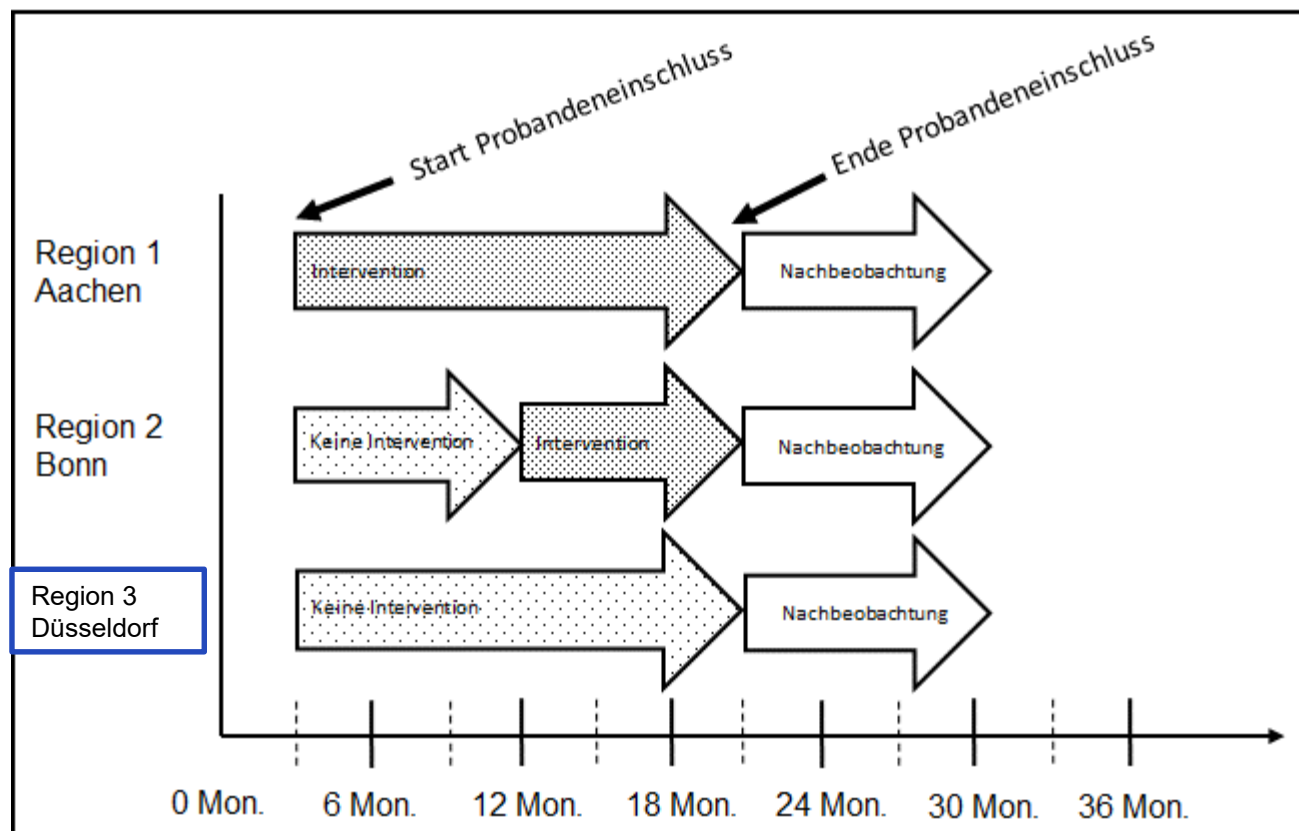 Start Probandeneinschluss
Ende Probandeneinschluss
Region 1
Aachen
Intervention
Nachbeobachtung
Region 2
Bonn
Keine Intervention
Intervention
Nachbeobachtung
Region 3
Düsseldorf
Keine Intervention
Nachbeobachtung
0 Mon.
6 Mon.
12 Mon.
18 Mon.
24 Mon.
30 Mon.
36 Mon.